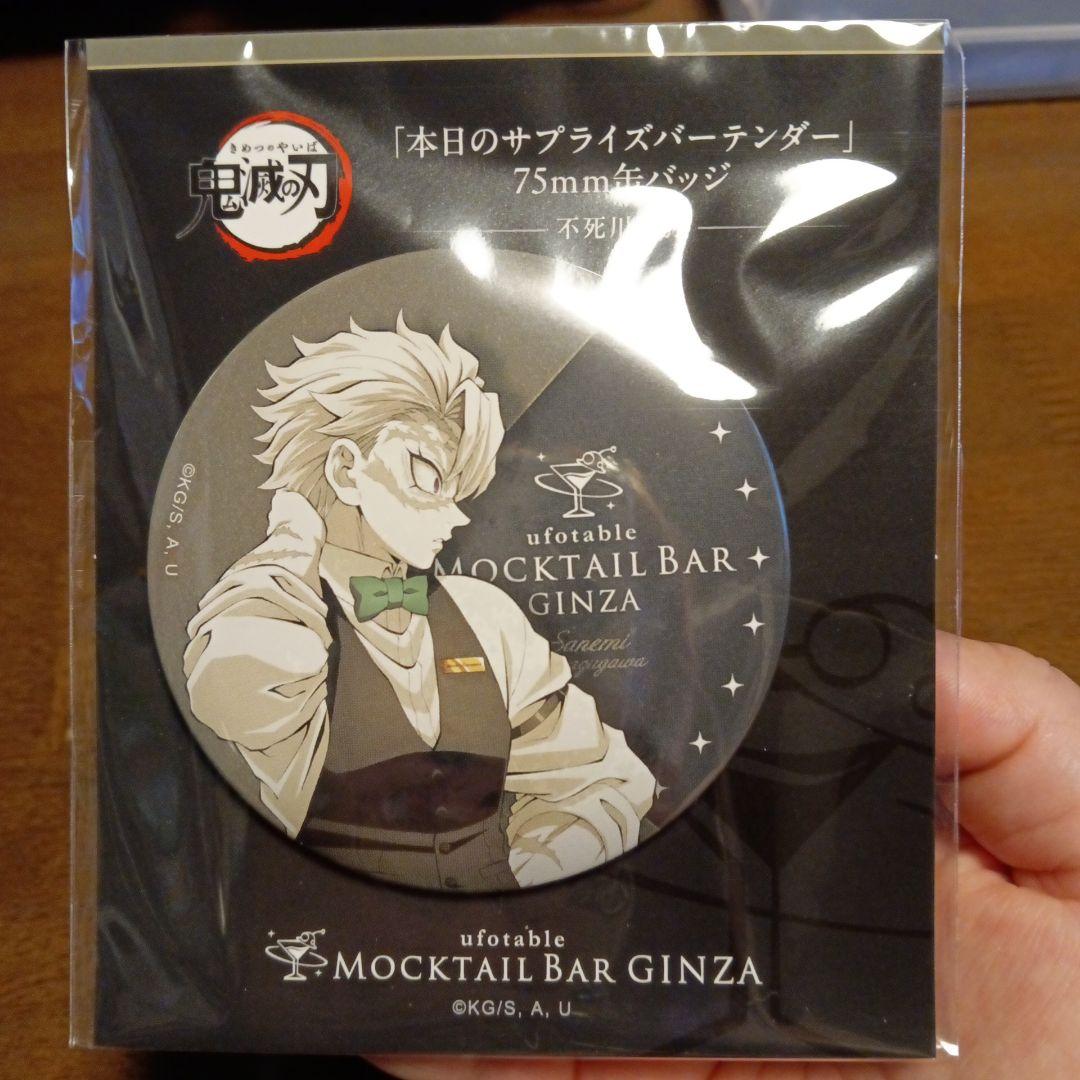 きめつのやいば
鬼滅の刃
「本日のサプライズバーテンダー」
75mm缶バッジ
不死川
©KG/S, A, U
ufotable
MOCKTAIL BAR
GINZA
Sanemi
ufotable
MOCKTAIL BAR GINZA
©KG/S, A, U